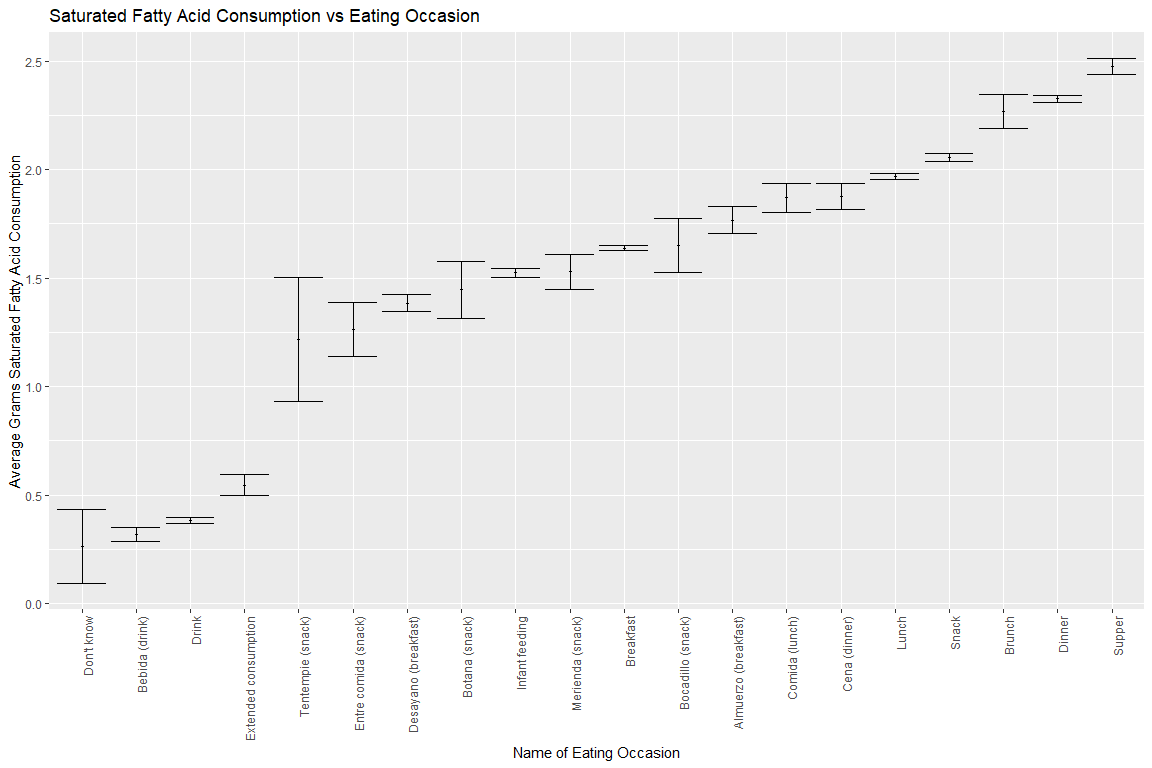 Saturated Fatty Acid Consumption vs Eating Occasion
Average Grams Saturated Fatty Acid Consumption
2.5
2.0
1.5
1.0
0.5
0.0
Don't know
Bebida (drink)
Drink
Extended consumption
Tentempie (snack)
Entre comida (snack)
Desayano (breakfast)
Botana (snack)
Infant feeding
Merienda (snack)
Breakfast
Bocadillo (snack)
Almuerzo (breakfast)
Comida (lunch)
Cena (dinner)
Lunch
Snack
Brunch
Dinner
Supper
Name of Eating Occasion